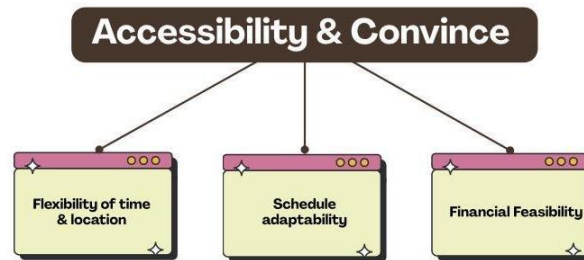 Accessibility & Convince
Flexibility of time
& location
Schedule
adaptability
Financial Feasibility